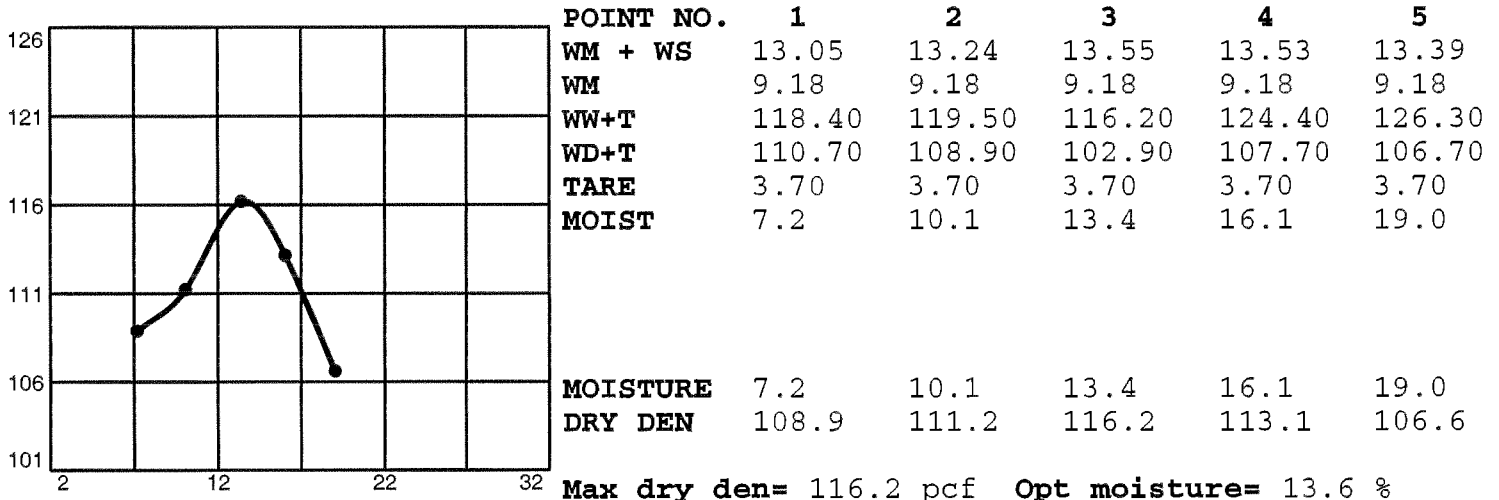 126
121
116
111
106
101
2 12 22 32
POINT NO. 1 2 3 4 5
WM + WS 13.05 13.24 13.55 13.53 13.39
WM 9.18 9.18 9.18 9.18 9.18
WW+T 118.40 119.50 116.20 124.40 126.30
WD+T 110.70 108.90 102.90 107.70 106.70
TARE 3.70 3.70 3.70 3.70 3.70
MOIST 7.2 10.1 13.4 16.1 19.0
MOISTURE 7.2 10.1 13.4 16.1 19.0
DRY DEN 108.9 111.2 116.2 113.1 106.6
Max dry den= 116.2 pcf Opt moisture= 13.6 %